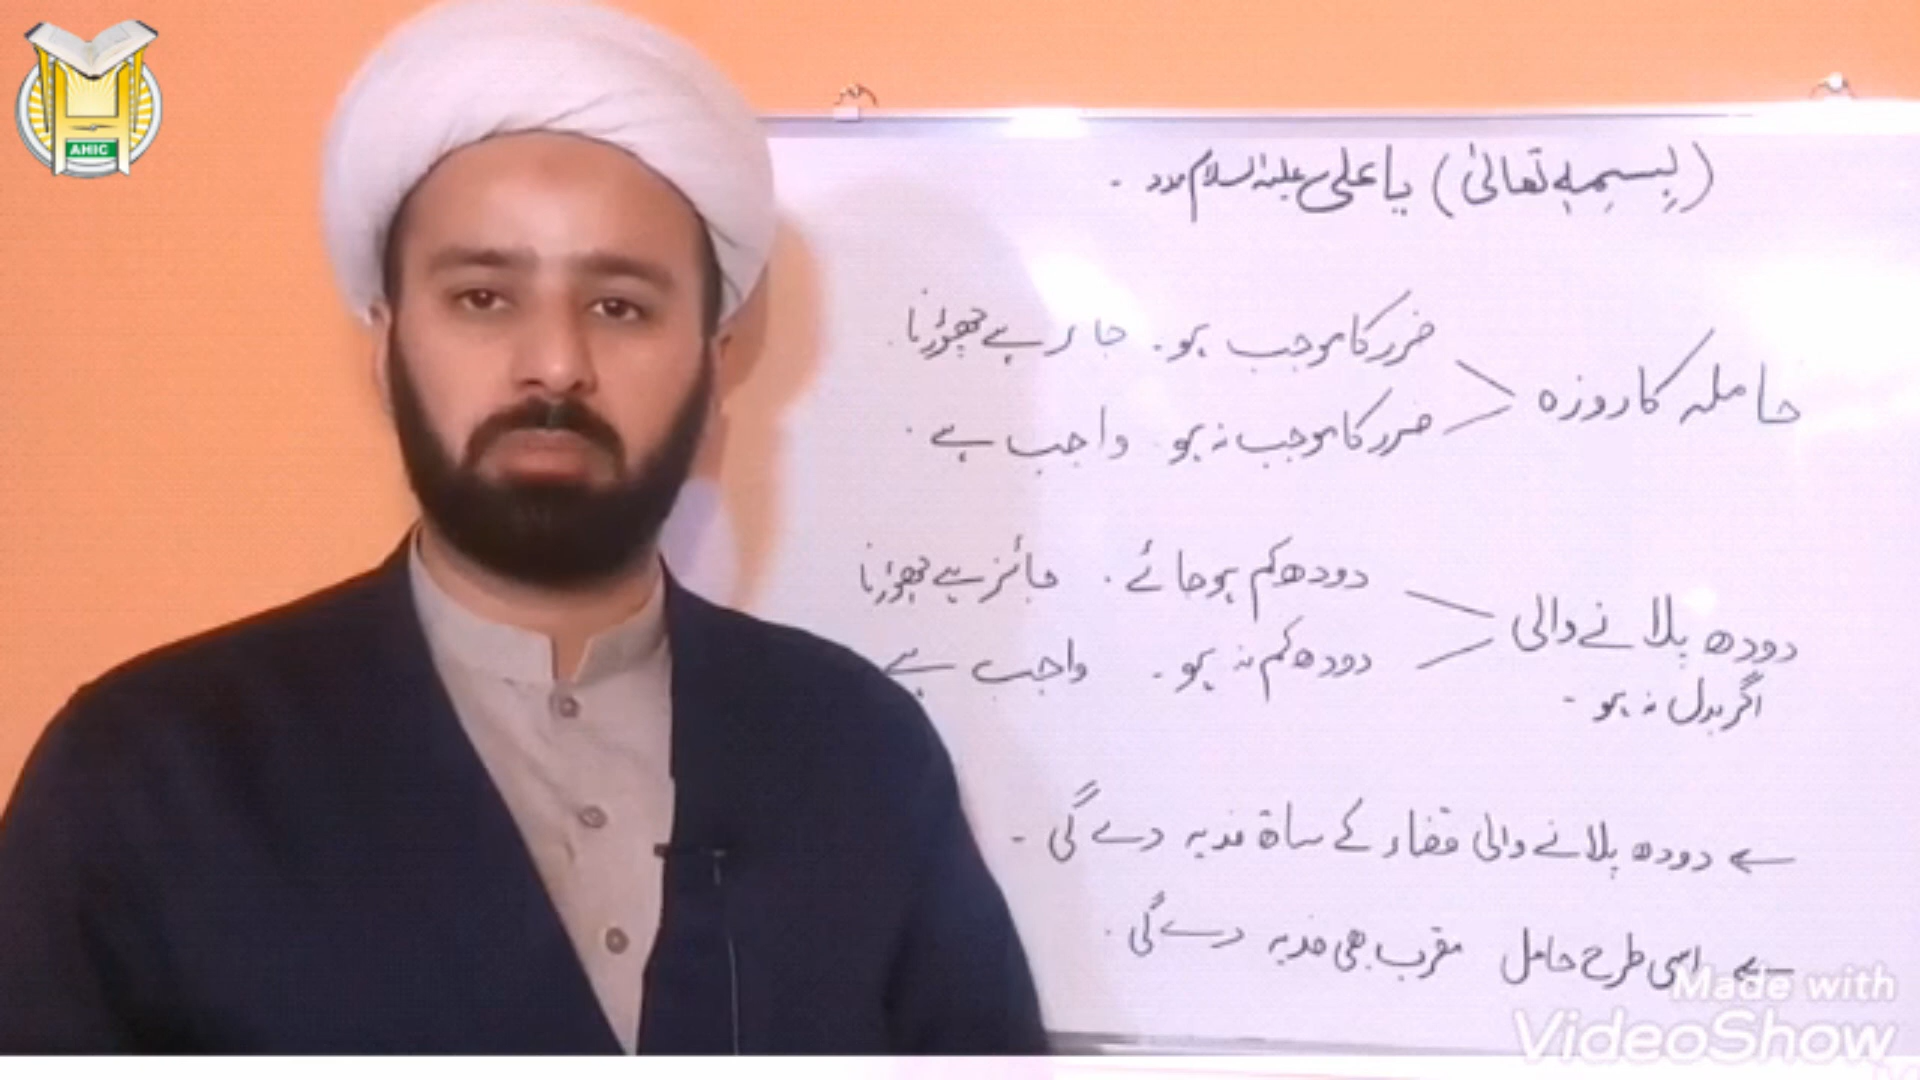 (بِسمِہِ تعالیٰ) یا علی علیہ السلام مدد ۔
حاملہ کا روزہ
ضرر کا موجب ہو ۔ جائز ہے چھوڑنا ۔
ضرر کا موجب نہ ہو واجب ہے ۔
دودھ پلانے والی
اگر بدل نہ ہو ۔
دودھ کم ہو جائے ۔ جائز ہے چھوڑنا
دودھ کم نہ ہو ۔ واجب ہے
دودھ پلانے والی قضاء کے ساۃ فدیہ دے گی ۔
اسی طرح حامل مقرب بھی فدیہ دے گی ۔
AHIC
Made with
VideoShow